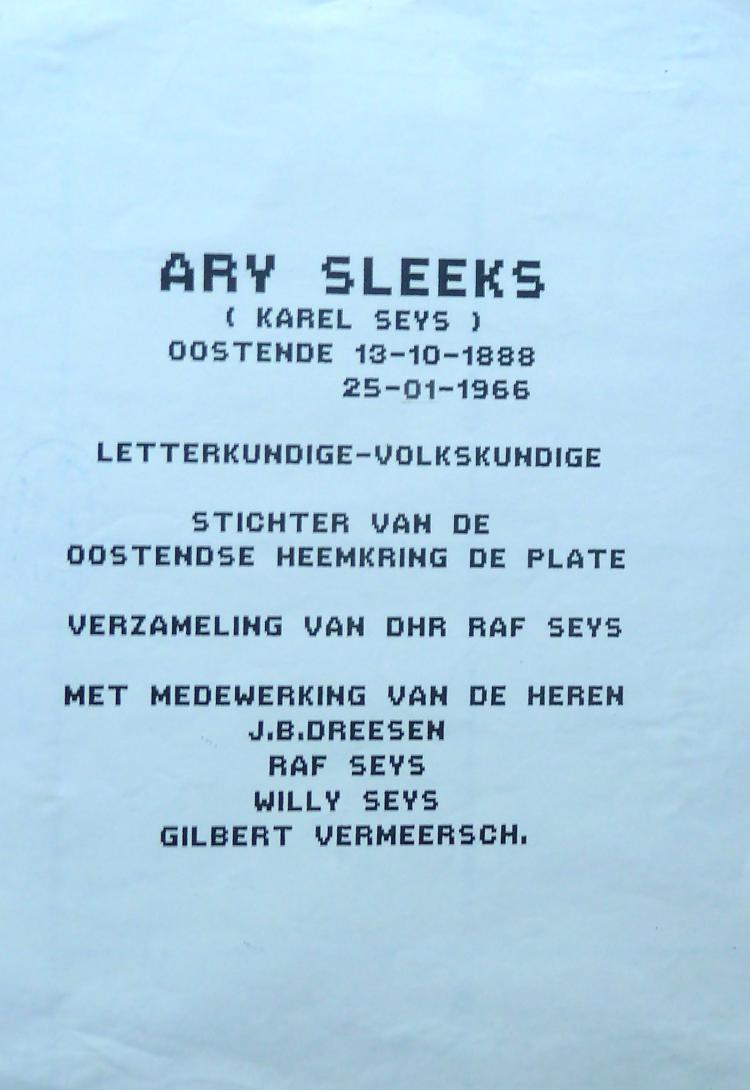 ARY SLEEKS
( KAREL SEYS )
OOSTENDE 13-10-1888
25-01-1966
LETTERKUNDIGE-VOLKSKUNDIGE
STICHTER VAN DE
OOSTENDSE HEEMKRING DE PLATE
VERZAMELING VAN DHR RAF SEYS
MET MEDEWERKING VAN DE HEREN
J.B.DREESEN
RAF SEYS
WILLY SEYS
GILBERT VERMEERSCH.